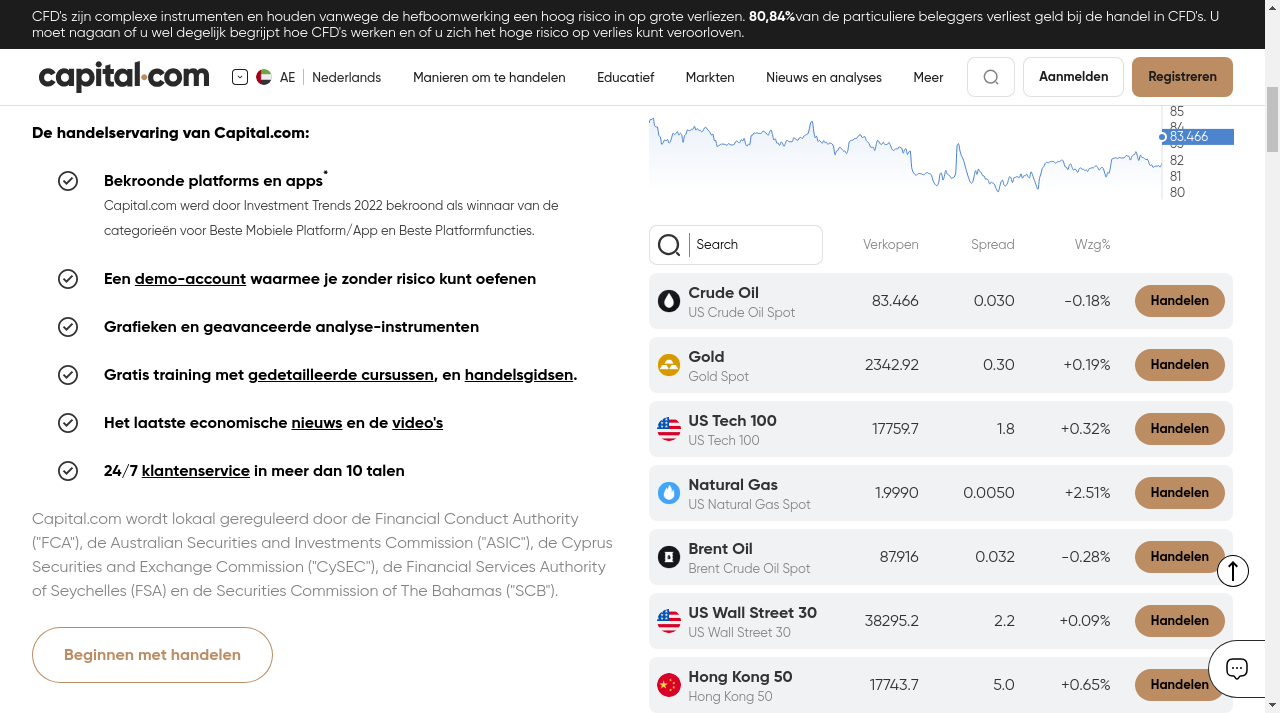 CFD's zijn complexe instrumenten en houden vanwege de hefboomwerking een hoog risico in op grote verliezen. 80,84%van de particuliere beleggers verliest geld bij de handel in CFD's. U
moet nagaan of u wel degelijk begrijpt hoe CFD's werken en of u zich het hoge risico op verlies kunt veroorloven.
capital.com
AE
Nederlands
Manieren om te handelen
Educatief
Markten
Nieuws en analyses
Meer
Aanmelden
Registreren
De handelservaring van Capital.com:
Bekroonde platforms en apps*
Capital.com werd door Investment Trends 2022 bekroond als winnaar van de
categorieën voor Beste Mobiele Platform/App en Beste Platformfuncties.
Een demo-account waarmee je zonder risico kunt oefenen
Grafieken en geavanceerde analyse-instrumenten
Gratis training met gedetailleerde cursussen, en handelsgidsen.
Het laatste economische nieuws en de video's
24/7 klantenservice in meer dan 10 talen
Capital.com wordt lokaal gereguleerd door de Financial Conduct Authority
("FCA"), de Australian Securities and Investments Commission ("ASIC"), de Cyprus
Securities and Exchange Commission ("CySEC"), de Financial Services Authority
of Seychelles (FSA) en de Securities Commission of The Bahamas ("SCB").
Beginnen met handelen
85
84
83.466
83
82
81
80
Search
Verkopen
Spread
Wzg%
Crude Oil
US Crude Oil Spot
83.466
0.030
-0.18%
Handelen
Gold
Gold Spot
2342.92
0.30
+0.19%
Handelen
US Tech 100
US Tech 100
17759.7
1.8
+0.32%
Handelen
Natural Gas
US Natural Gas Spot
1.9990
0.0050
+2.51%
Handelen
Brent Oil
Brent Crude Oil Spot
87.916
0.032
-0.28%
Handelen
US Wall Street 30
US Wall Street 30
38295.2
2.2
+0.09%
Handelen
Hong Kong 50
Hong Kong 50
17743.7
5.0
+0.65%
Handelen